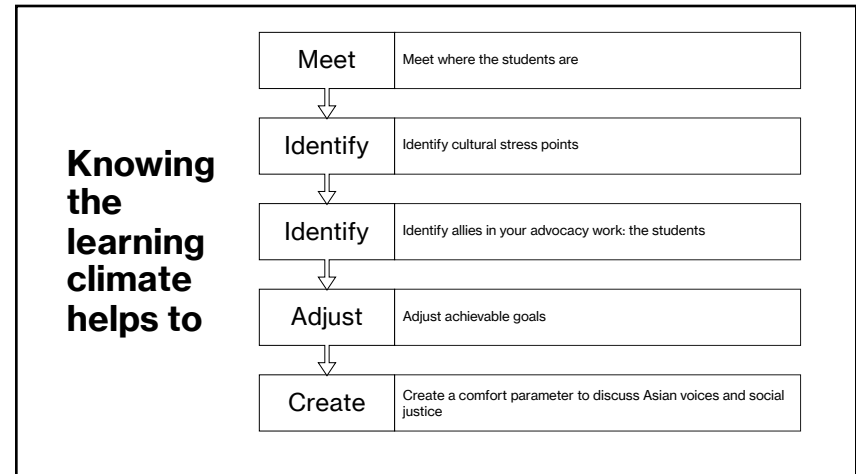 Knowing
the
learning
climate
helps to
Meet
Meet where the students are
Identify
Identify cultural stress points
Identify
Identify allies in your advocacy work: the students
Adjust
Adjust achievable goals
Create
Create a comfort parameter to discuss Asian voices and social
justice